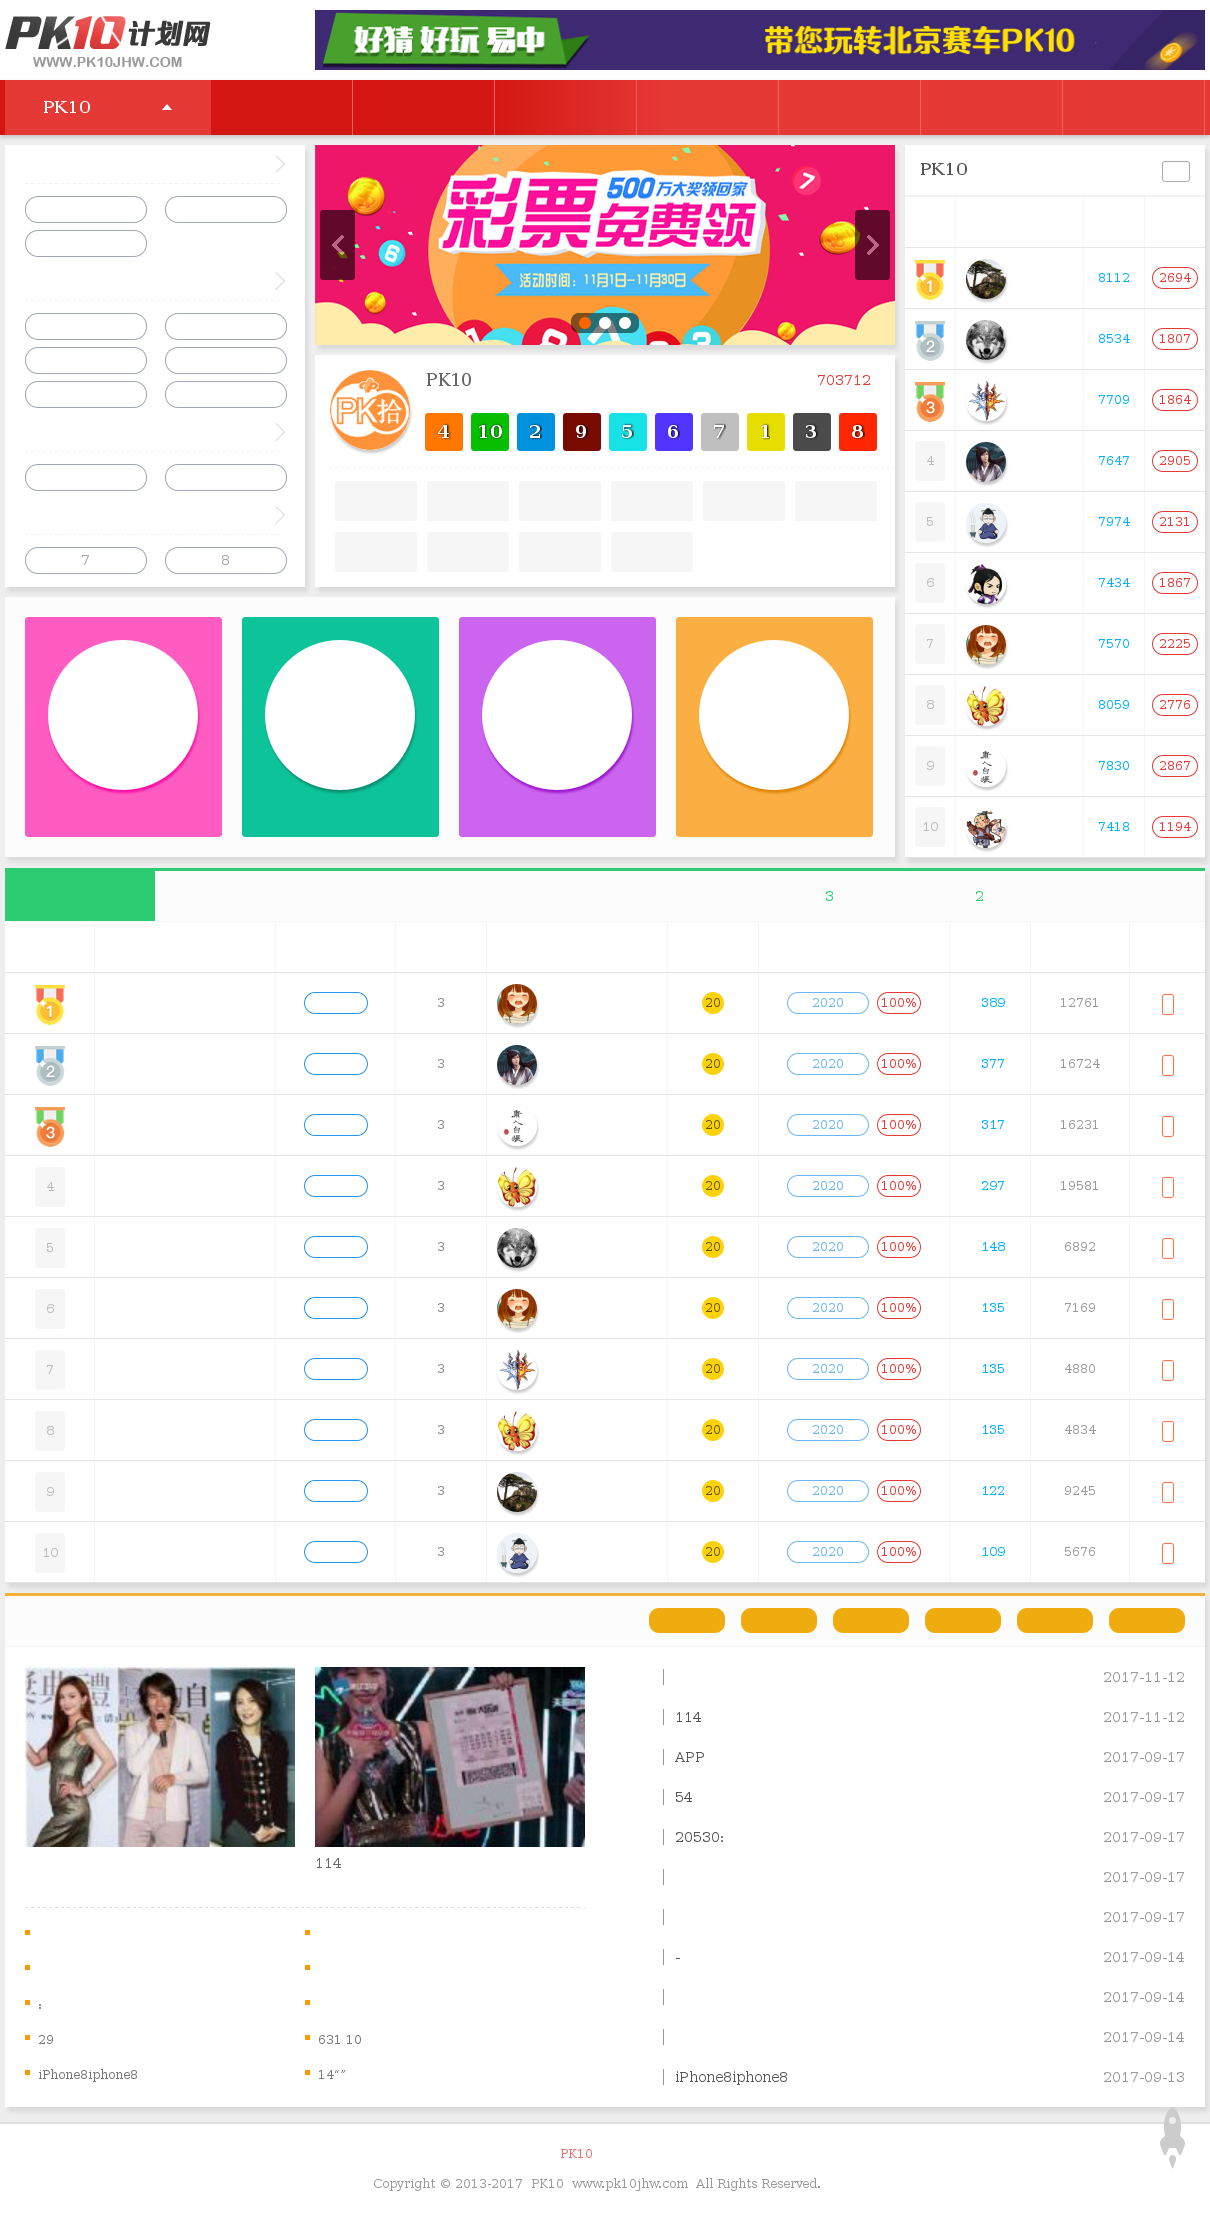 PK10计划网
WWW.PK10JHW.COM
好猜 好玩 易中
带您玩转北京赛车PK10
PK10
7 8
500万大奖领回家
彩票免费领
活动时间：11月1日-11月30日
PK拾
PK10 703712
4 10 2 9 5 6 7 1 3 8
PK10
1 8112 2694
2 8534 1807
3 7709 1864
4 7647 2905
5 7974 2131
6 7434 1867
7 7570 2225
8 8059 2776
9 7830 2867
10 7418 1194
3 2
1 3 20 2020 100% 389 12761
2 3 20 2020 100% 377 16724
3 3 20 2020 100% 317 16231
4 3 20 2020 100% 297 19581
5 3 20 2020 100% 148 6892
6 3 20 2020 100% 135 7169
7 3 20 2020 100% 135 4880
8 3 20 2020 100% 135 4834
9 3 20 2020 100% 122 9245
10 3 20 2020 100% 109 5676
114
:
29 631 10
iPhone8iphone8 14“”
2017-11-12
114 2017-11-12
APP 2017-09-17
54 2017-09-17
20530: 2017-09-17
2017-09-17
2017-09-17
- 2017-09-14
2017-09-14
2017-09-14
iPhone8iphone8 2017-09-13
PK10
Copyright © 2013-2017 PK10 www.pk10jhw.com All Rights Reserved.